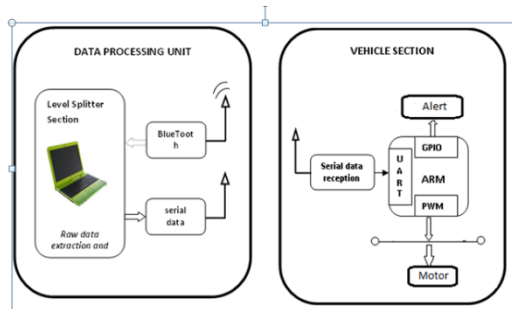 DATA PROCESSING UNIT
Level Splitter
Section
BlueToot
h
serial
data
Raw data
extraction and
VEHICLE SECTION
Alert
GPIO
Serial data
reception
U
A
R
T
ARM
PWM
Motor